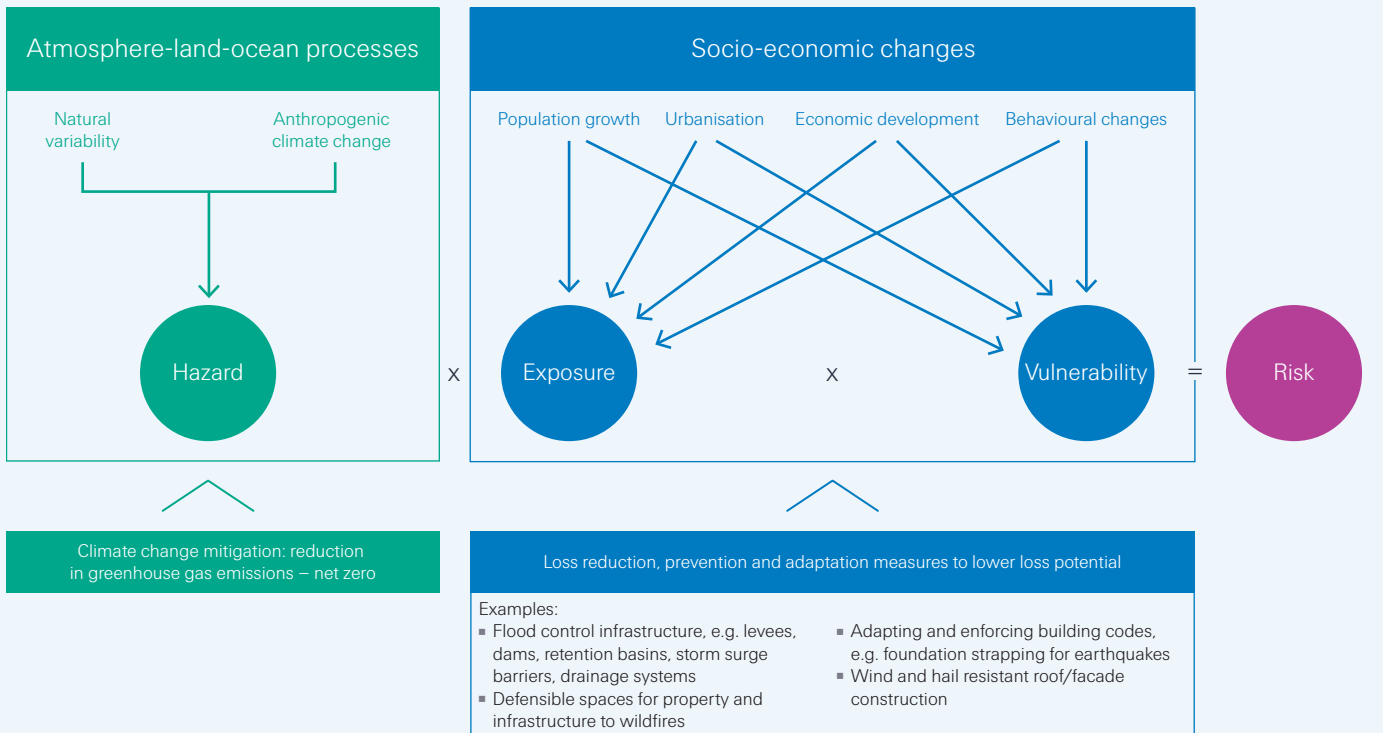 Atmosphere-land-ocean processes
Natural
variability
Anthropogenic
climate change
Hazard
x
Socio-economic changes
Population growth
Urbanisation
Economic development
Behavioural changes
Exposure
x
Vulnerability
=
Risk
Climate change mitigation: reduction
in greenhouse gas emissions – net zero
Loss reduction, prevention and adaptation measures to lower loss potential
Examples:
▪ Flood control infrastructure, e.g. levees,
dams, retention basins, storm surge
barriers, drainage systems
▪ Defensible spaces for property and
infrastructure to wildfires
▪ Adapting and enforcing building codes,
e.g. foundation strapping for earthquakes
▪ Wind and hail resistant roof/facade
construction